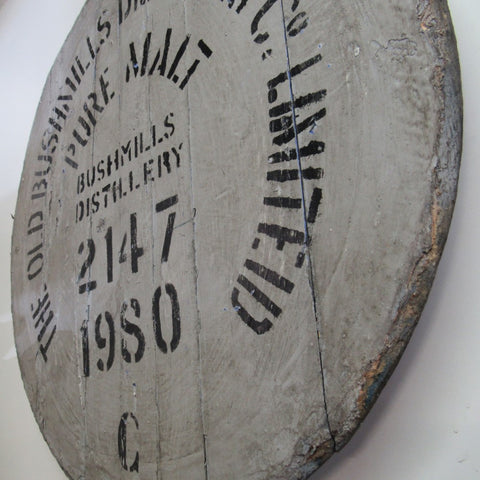 THE OLD BUSHMILLS DIS Y Cº. LIMITED
PURE MALT
BUSHMILLS
DISTILLERY
2147
1980
C